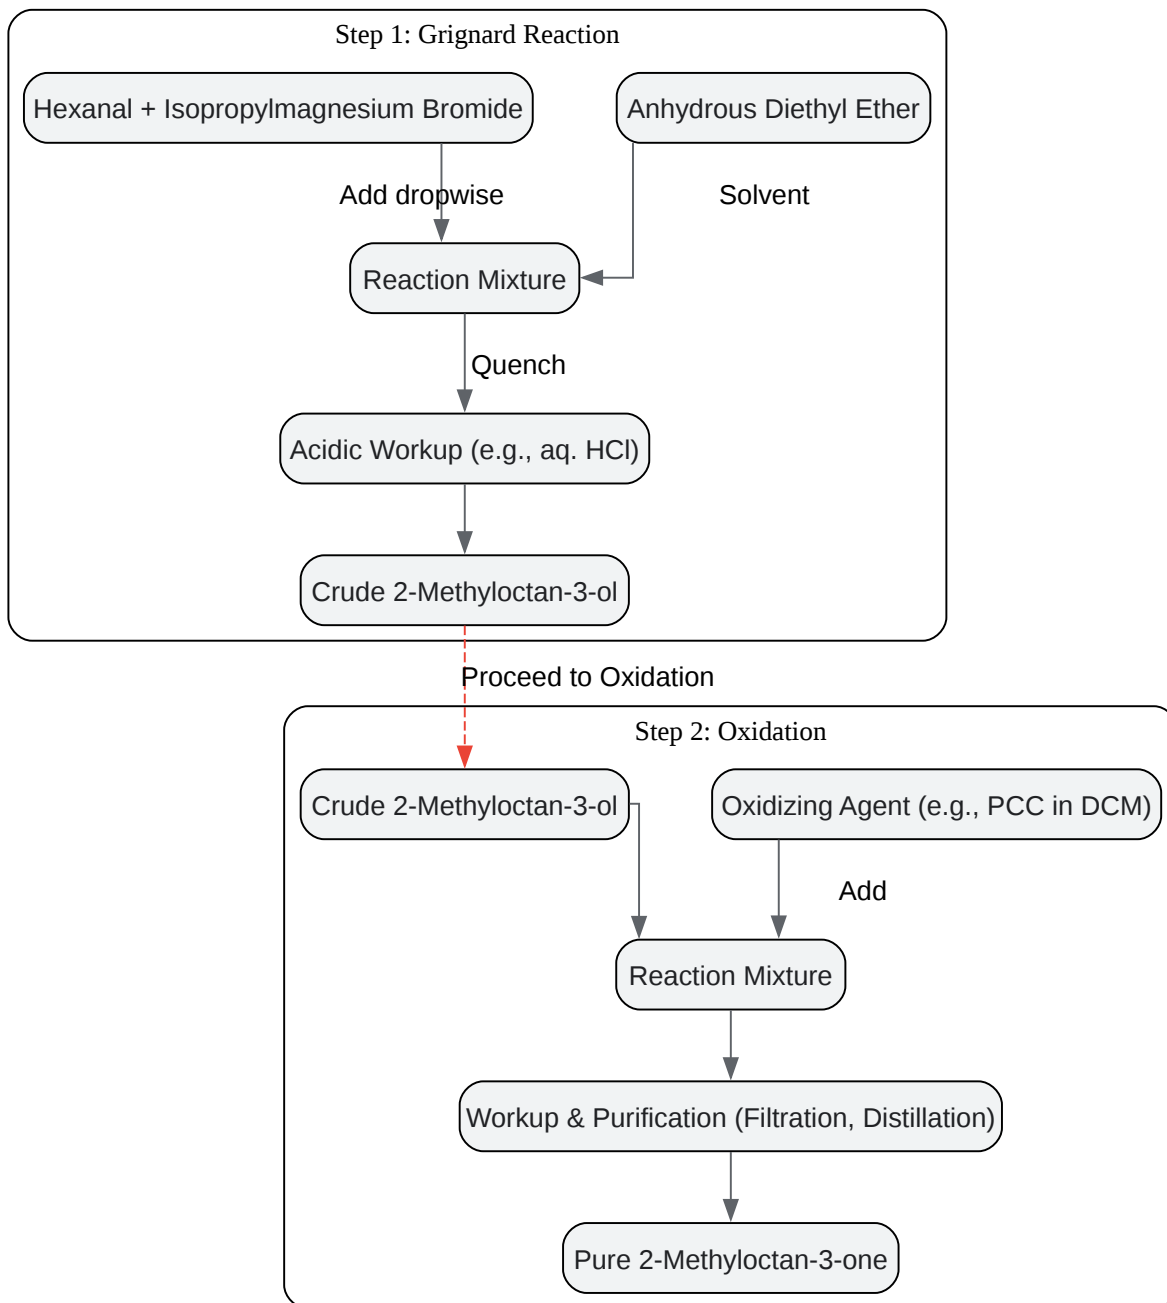 Step 1: Grignard Reaction
Hexanal + Isopropylmagnesium Bromide
Anhydrous Diethyl Ether
Add dropwise
Solvent
Reaction Mixture
Quench
Acidic Workup (e.g., aq. HCl)
Crude 2-Methyloctan-3-ol
Proceed to Oxidation
Step 2: Oxidation
Crude 2-Methyloctan-3-ol
Oxidizing Agent (e.g., PCC in DCM)
Add
Reaction Mixture
Workup & Purification (Filtration, Distillation)
Pure 2-Methyloctan-3-one